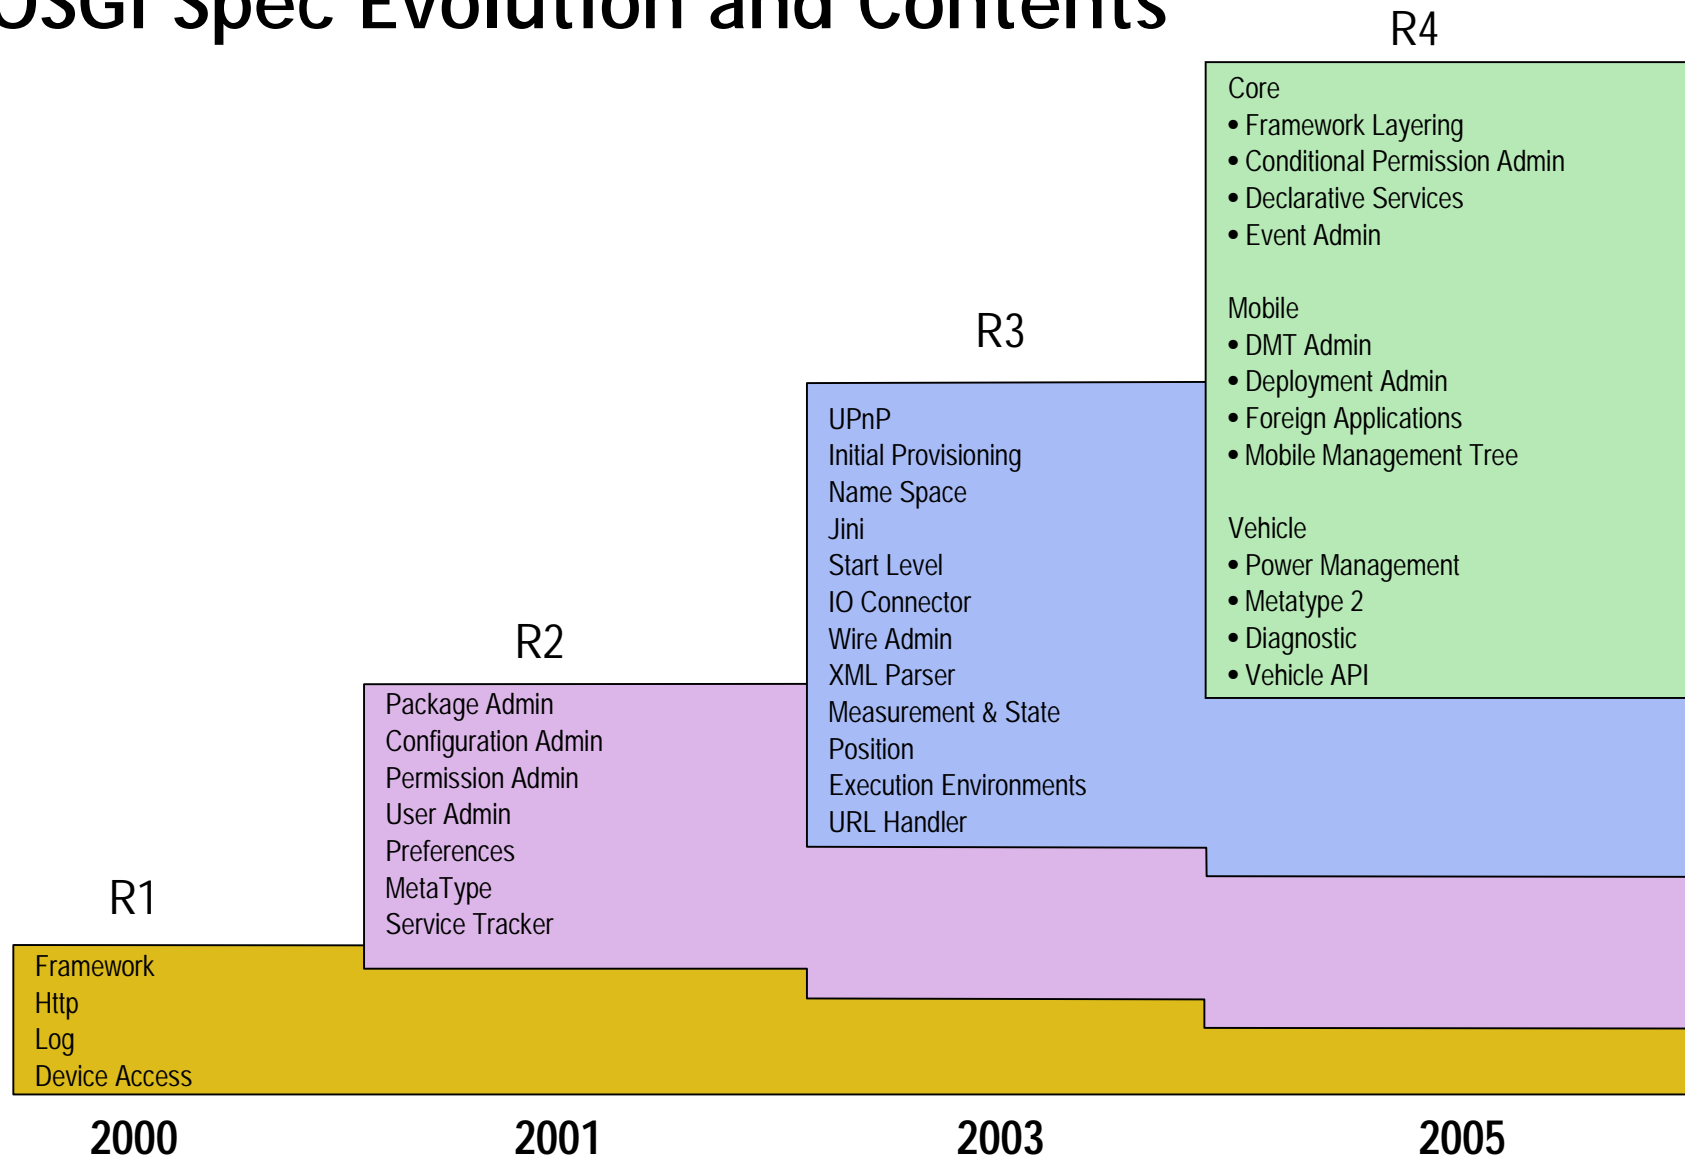 OSGi Spec Evolution and Contents
R4
Core
• Framework Layering
• Conditional Permission Admin
• Declarative Services
• Event Admin
Mobile
• DMT Admin
• Deployment Admin
• Foreign Applications
• Mobile Management Tree
Vehicle
• Power Management
• Metatype 2
• Diagnostic
• Vehicle API
R3
UPnP
Initial Provisioning
Name Space
Jini
Start Level
IO Connector
Wire Admin
XML Parser
Measurement & State
Position
Execution Environments
URL Handler
R2
Package Admin
Configuration Admin
Permission Admin
User Admin
Preferences
MetaType
Service Tracker
R1
Framework
Http
Log
Device Access
2000 2001 2003 2005